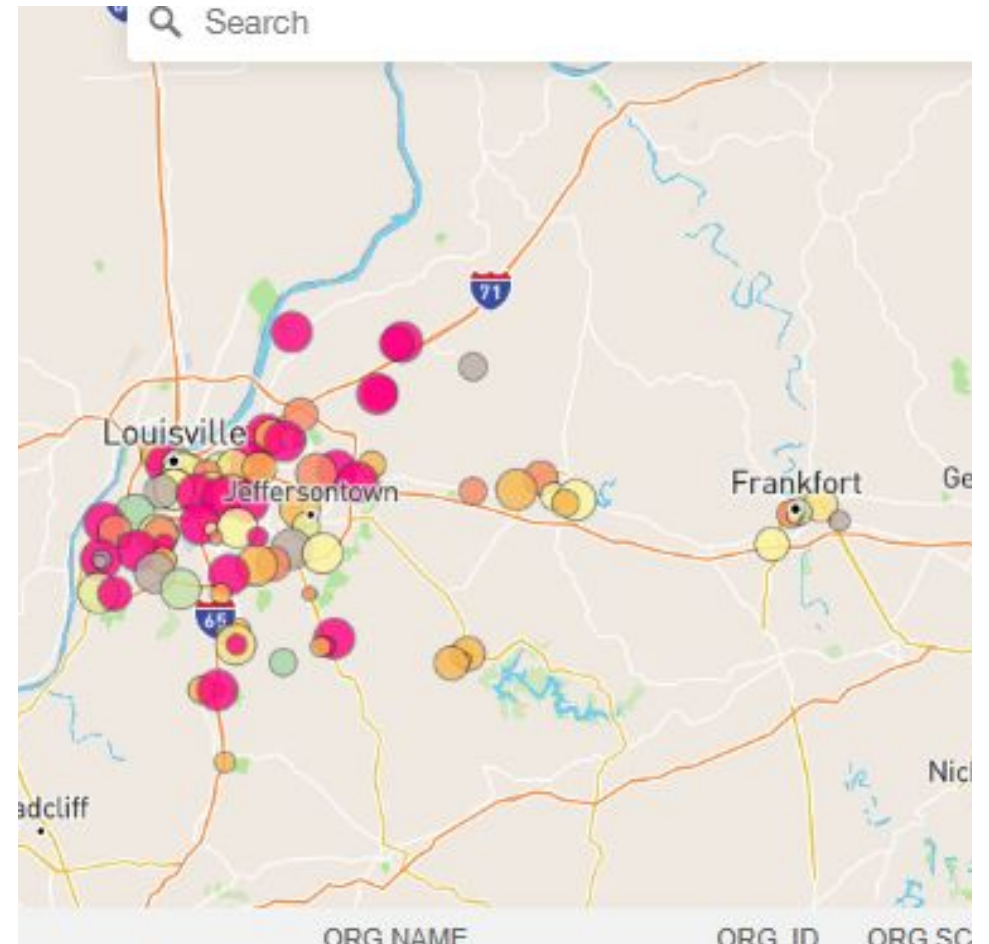 Search
71
Louisville
Jeffersontown
Frankfort
Ge
65
Nic
adcliff
ORG NAME ORG ID ORG SC